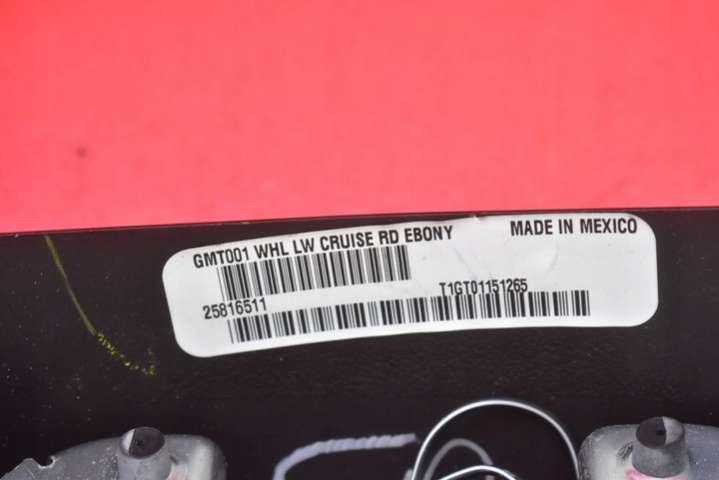 GMT001 WHL LW CRUISE RD EBONY MADE IN MEXICO
25816511 T1GT01151265